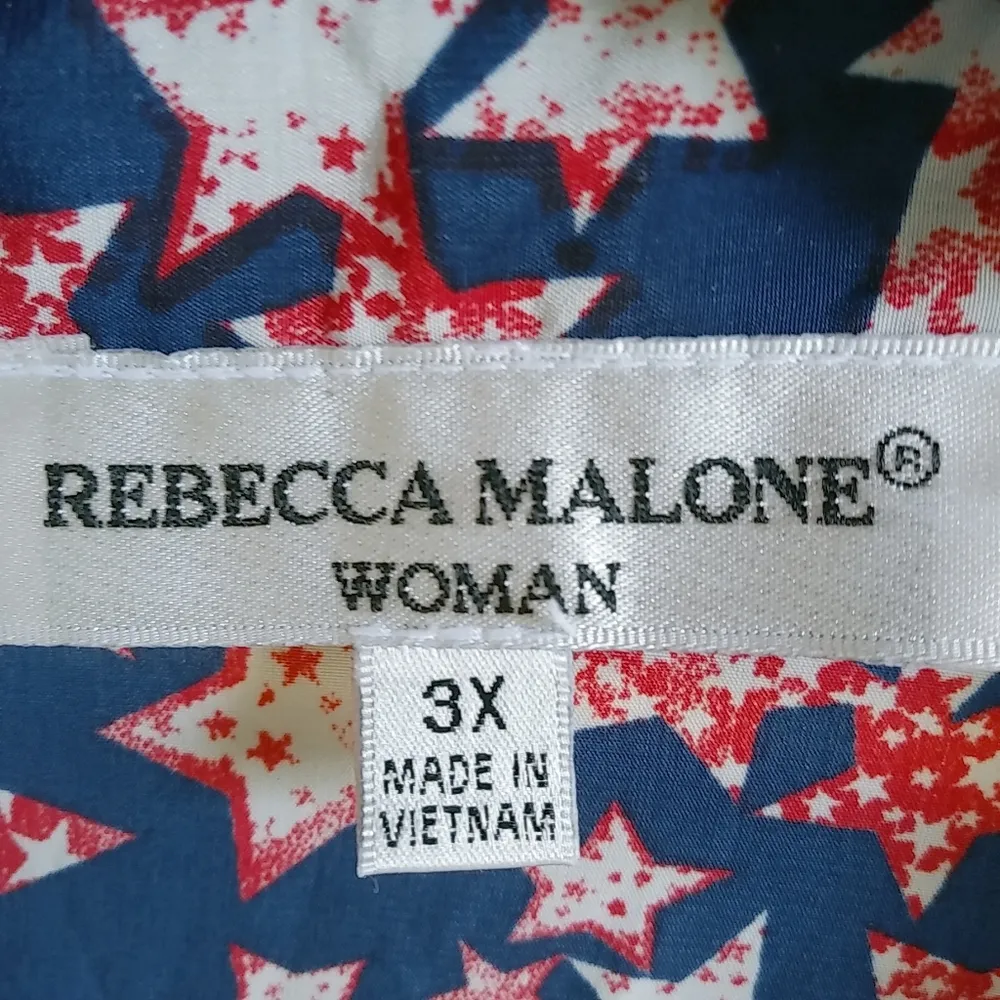 REBECCA MALONE®
WOMAN
3X
MADE IN
VIETNAM